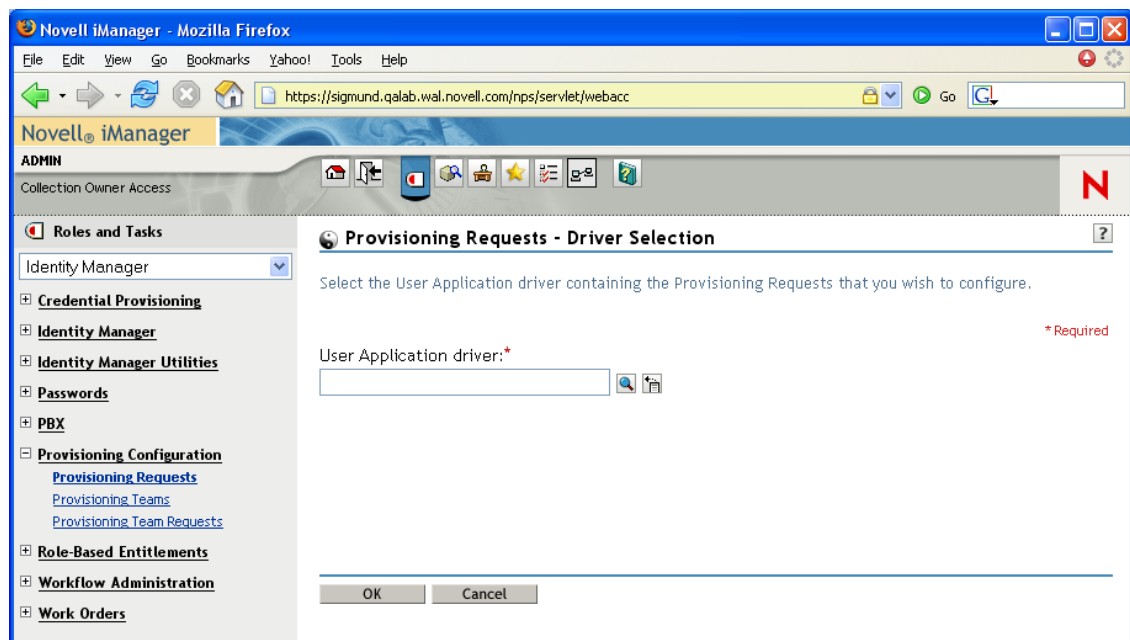 Novell iManager - Mozilla Firefox
File Edit View Go Bookmarks Yahoo! Tools Help
https://sigmund.qalab.wal.novell.com/nps/servlet/webacc Go G
Novell® iManager
ADMIN
Collection Owner Access
N
Roles and Tasks
Identity Manager
Credential Provisioning
Identity Manager
Identity Manager Utilities
Passwords
PBX
Provisioning Configuration
Provisioning Requests
Provisioning Teams
Provisioning Team Requests
Role-Based Entitlements
Workflow Administration
Work Orders
Provisioning Requests - Driver Selection ?
Select the User Application driver containing the Provisioning Requests that you wish to configure.
* Required
User Application driver:*
OK Cancel